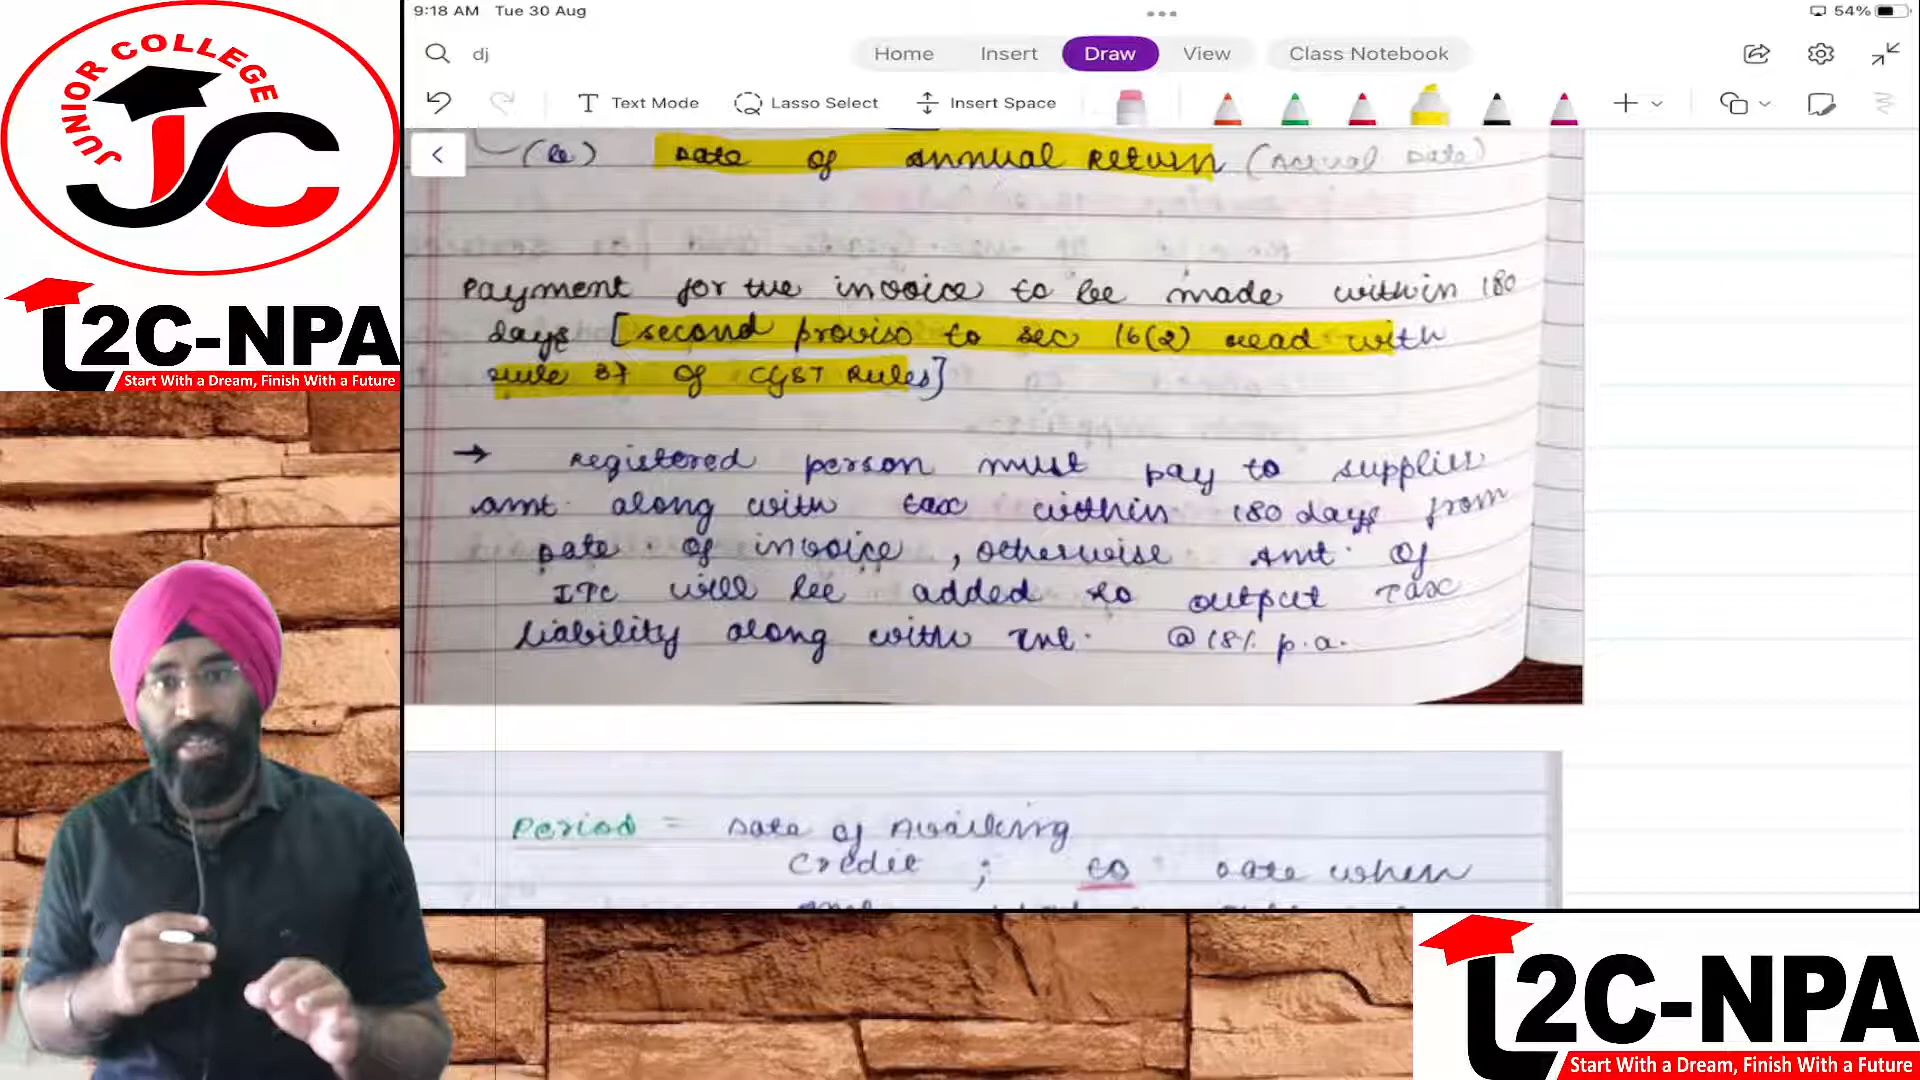 JUNIOR COLLEGE
JC
L2C-NPA
Start With a Dream, Finish With a Future
9:18 AM Tue 30 Aug
54%
dj
Home Insert Draw View Class Notebook
Text Mode Lasso Select Insert Space
(b) Date of annual Return (Actual Date)
Payment for the invoice to be made within 180
days [second proviso to sec 16(2) read with
rule 37 of CGST Rules]
→ registered person must pay to supplier
amt. along with tax within 180 days from
Date of invoice, otherwise Amt. of
ITC will be added to output Tax
liability along with Int. @18% p.a.
Period = Date of Availing
Credit ; to Date when
L2C-NPA
Start With a Dream, Finish With a Future